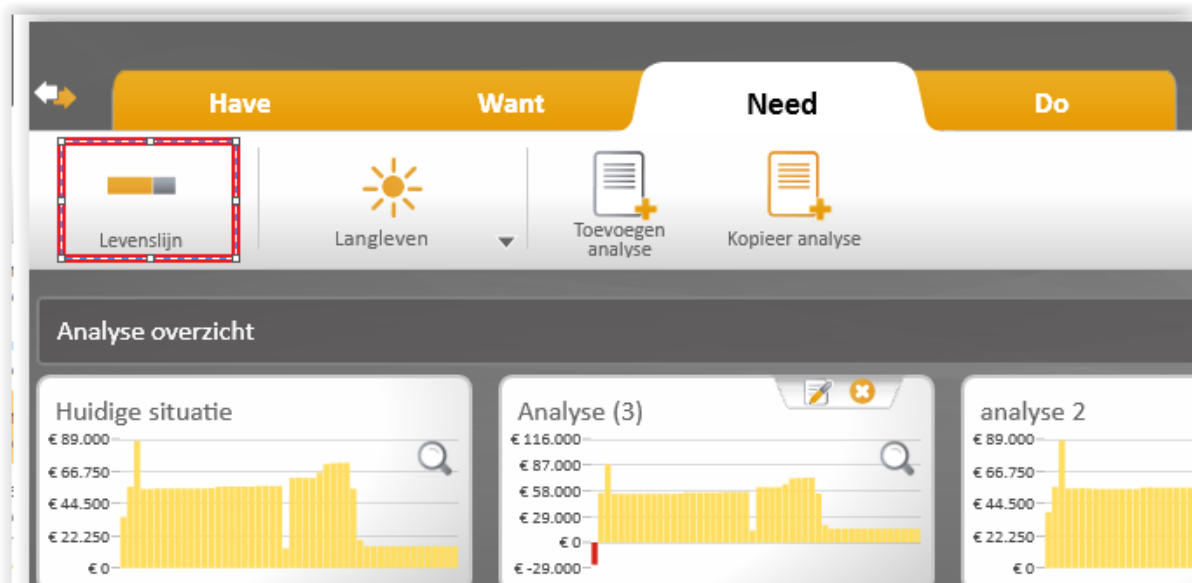 Have
Want
Need
Do
Levenslijn
Langleven
Toevoegen
analyse
Kopieer analyse
Analyse overzicht
Huidige situatie
€ 89.000
€ 66.750
€ 44.500
€ 22.250
€ 0
Analyse (3)
€ 116.000
€ 87.000
€ 58.000
€ 29.000
€ 0
€ -29.000
analyse 2
€ 89.000
€ 66.750
€ 44.500
€ 22.250
€ 0